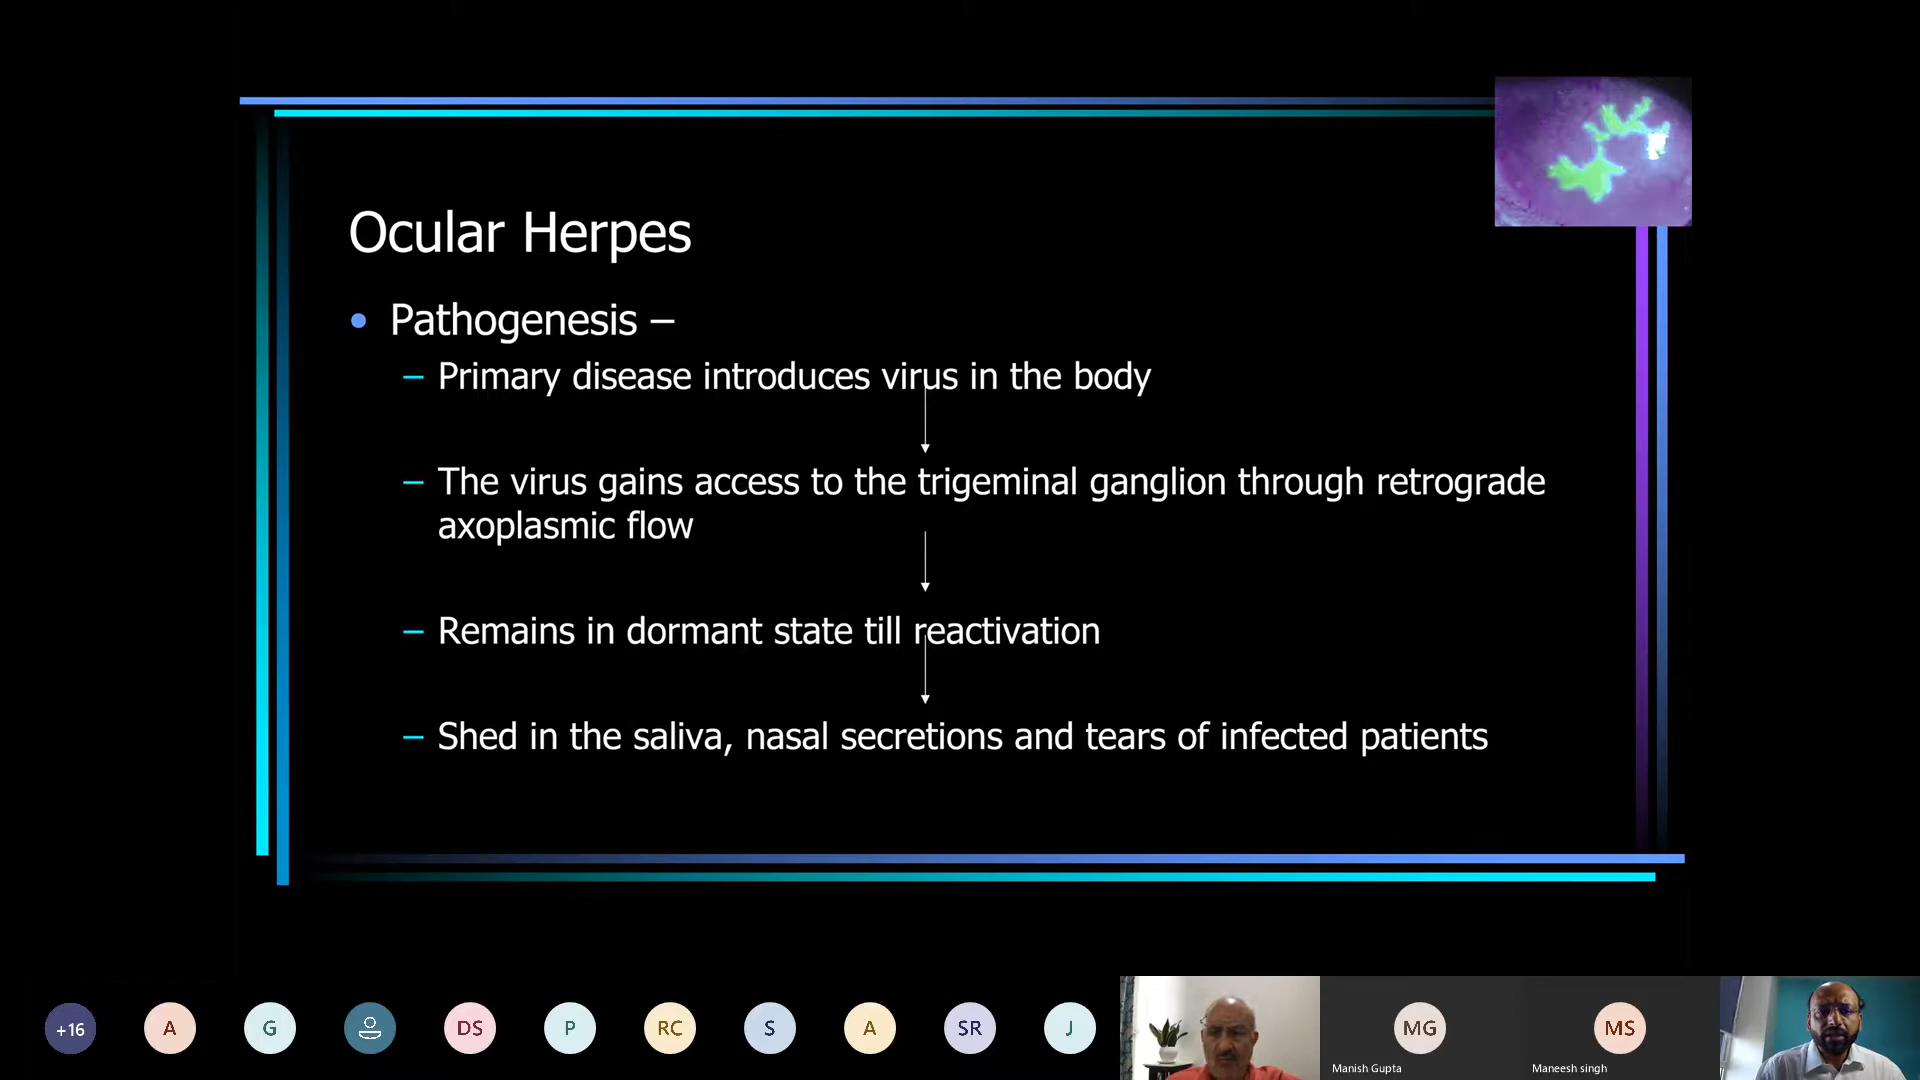 Ocular Herpes
• Pathogenesis –
– Primary disease introduces virus in the body
– The virus gains access to the trigeminal ganglion through retrograde
axoplasmic flow
– Remains in dormant state till reactivation
– Shed in the saliva, nasal secretions and tears of infected patients
+16 A G DS P RC S A SR J MG MS
Manish Gupta Maneesh singh